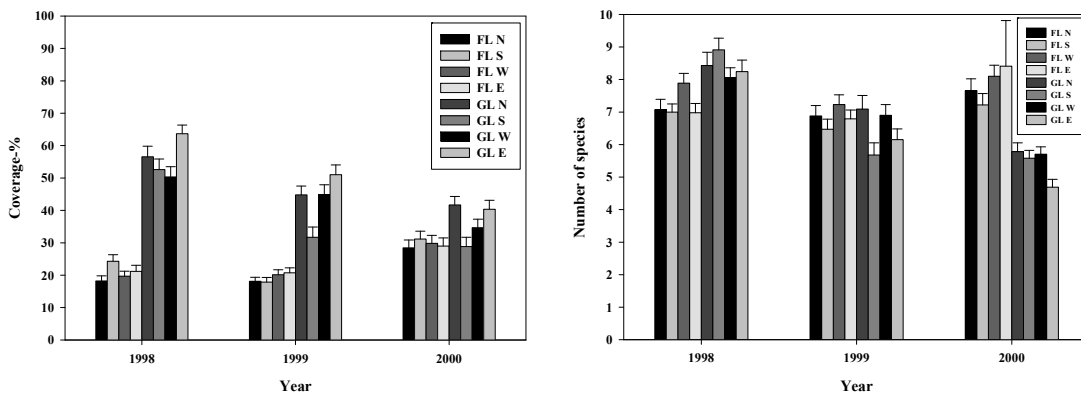 100
90
80
70
60
50
40
30
20
10
0
Coverage-%
FL N
FL S
FL W
FL E
GL N
GL S
GL W
GL E
1998 1999 2000
Year
10
9
8
7
6
5
4
3
2
1
0
Number of species
FL N
FL S
FL W
FL E
GL N
GL S
GL W
GL E
1998 1999 2000
Year